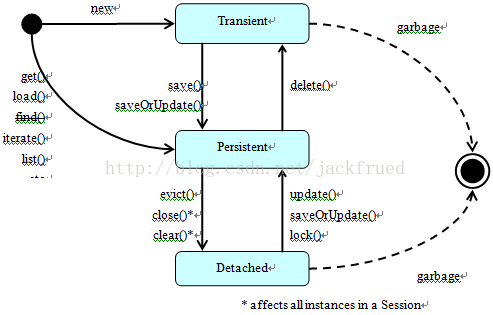 new
Transient
garbage
get()
load()
find()
iterate()
list()
etc
save()
saveOrUpdate()
delete()
Persistent
http://blog.csdn.net/jackfrued
evict()
close()*
clear()*
update()
saveOrUpdate()
lock()
Detached
garbage
* affects all instances in a Session